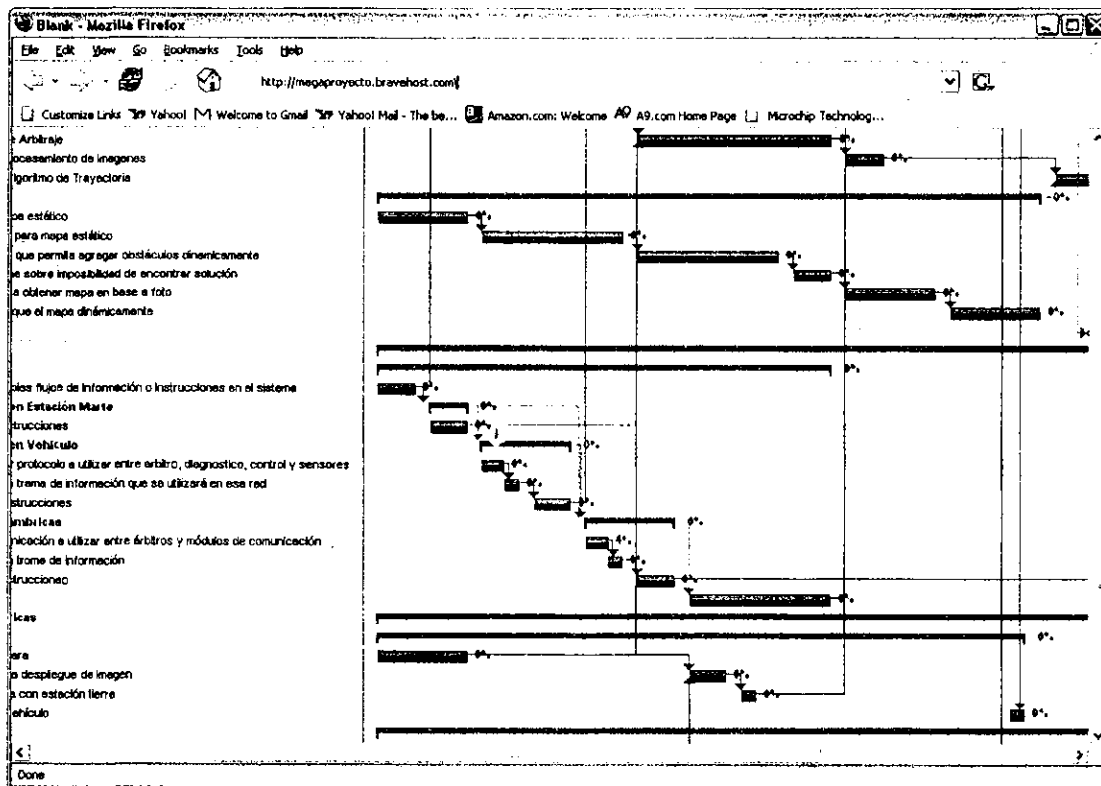 Blank - Mozilla Firefox
File Edit View Go Bookmarks Tools Help
http://megaproyecto.bravehost.com/
Customize Links Yahoo! Welcome to Gmail Yahoo! Mail - The be... Amazon.com: Welcome A9 A9.com Home Page Microchip Technolog...
e Arbitraje
ocesamiento de imagenes
lgoritmo de Trayectoria
0%
pa estático
para mapa estático
que permita agregar obstáculos dinamicamente
e sobre imposibilidad de encontrar solución
a obtener mapa en base a foto
que el mapa dinámicamente
bles flujos de información o instrucciones en el sistema
en Estación Marte
trucciones
en Vehículo
r protocolo a utilizar entre arbitro, diagnostico, control y sensores
trama de información que se utilizará en esa red
strucciones
ámbricas
nicación a utilizar entre árbitros y módulos de comunicación
trama de información
trucciones
icas
ara
a despliegue de imagen
a con estación tierra
ehículo
Done